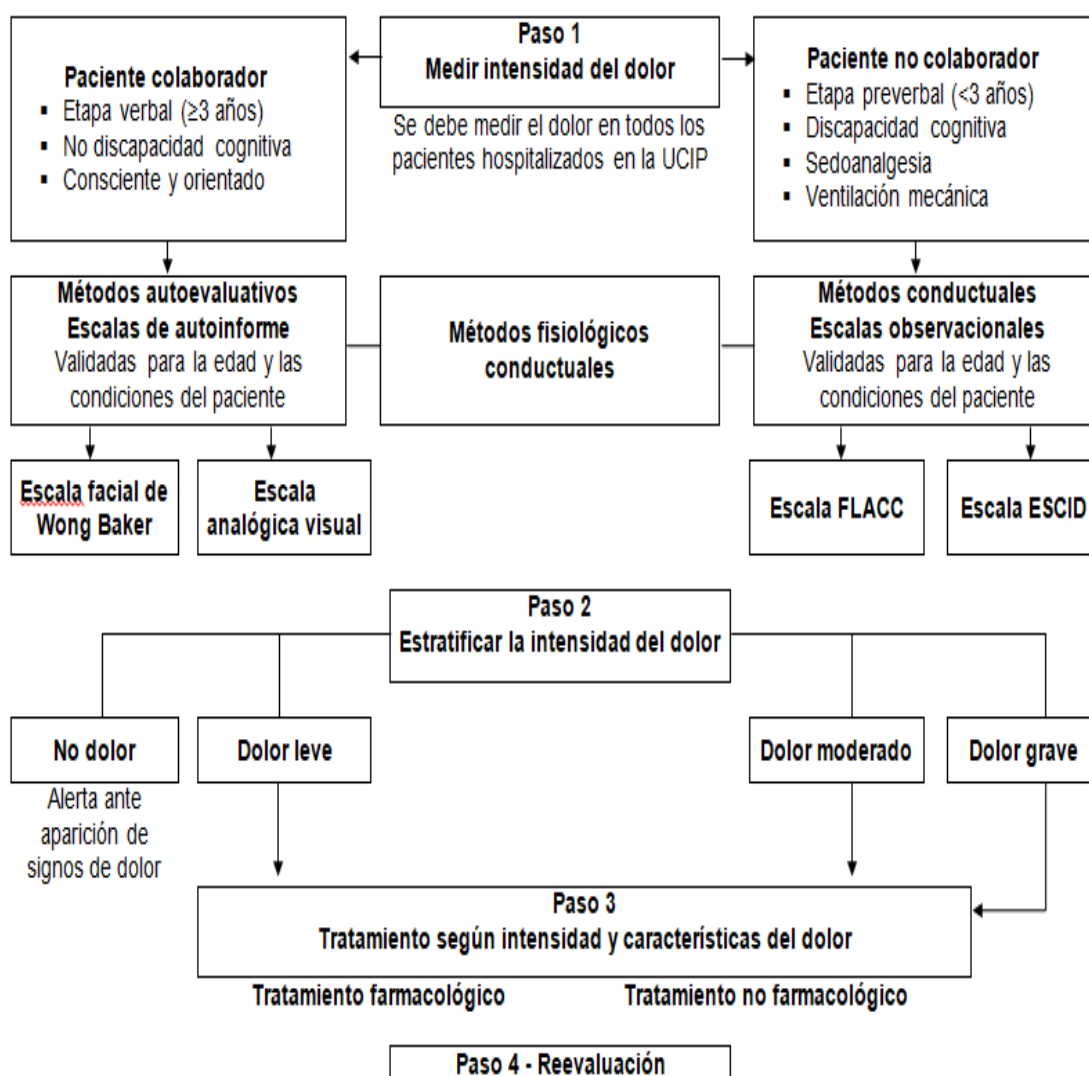 Paso 1
Medir intensidad del dolor
Se debe medir el dolor en todos los
pacientes hospitalizados en la UCIP
Paciente colaborador
▪ Etapa verbal (≥3 años)
▪ No discapacidad cognitiva
▪ Consciente y orientado
Paciente no colaborador
▪ Etapa preverbal (<3 años)
▪ Discapacidad cognitiva
▪ Sedoanalgesia
▪ Ventilación mecánica
Métodos autoevaluativos
Escalas de autoinforme
Validadas para la edad y las
condiciones del paciente
Métodos fisiológicos
conductuales
Métodos conductuales
Escalas observacionales
Validadas para la edad y las
condiciones del paciente
Escala facial de
Wong Baker
Escala
analógica visual
Escala FLACC
Escala ESCID
Paso 2
Estratificar la intensidad del dolor
No dolor
Alerta ante
aparición de
signos de dolor
Dolor leve
Dolor moderado
Dolor grave
Paso 3
Tratamiento según intensidad y características del dolor
Tratamiento farmacológico
Tratamiento no farmacológico
Paso 4 - Reevaluación